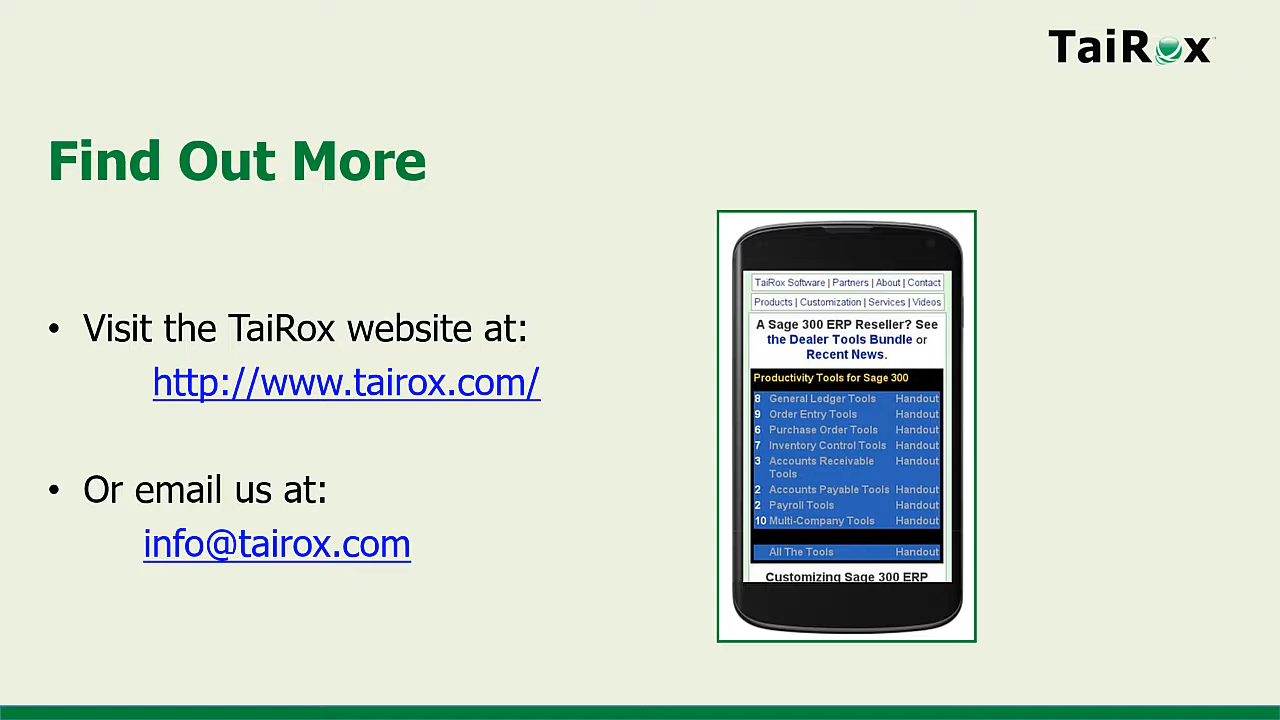 TaiRox
Find Out More
• Visit the TaiRox website at:
http://www.tairox.com/
• Or email us at:
info@tairox.com
TaiRox Software | Partners | About | Contact
Products | Customization | Services | Videos
A Sage 300 ERP Reseller? See
the Dealer Tools Bundle or
Recent News.
Productivity Tools for Sage 300
8 General Ledger Tools Handout
9 Order Entry Tools Handout
6 Purchase Order Tools Handout
7 Inventory Control Tools Handout
3 Accounts Receivable Handout
Tools
2 Accounts Payable Tools Handout
2 Payroll Tools Handout
10 Multi-Company Tools Handout
All The Tools Handout
Customizing Sage 300 ERP